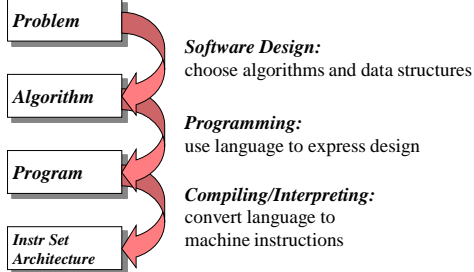 Problem
Software Design:
choose algorithms and data structures
Algorithm
Programming:
use language to express design
Program
Compiling/Interpreting:
convert language to
machine instructions
Instr Set
Architecture